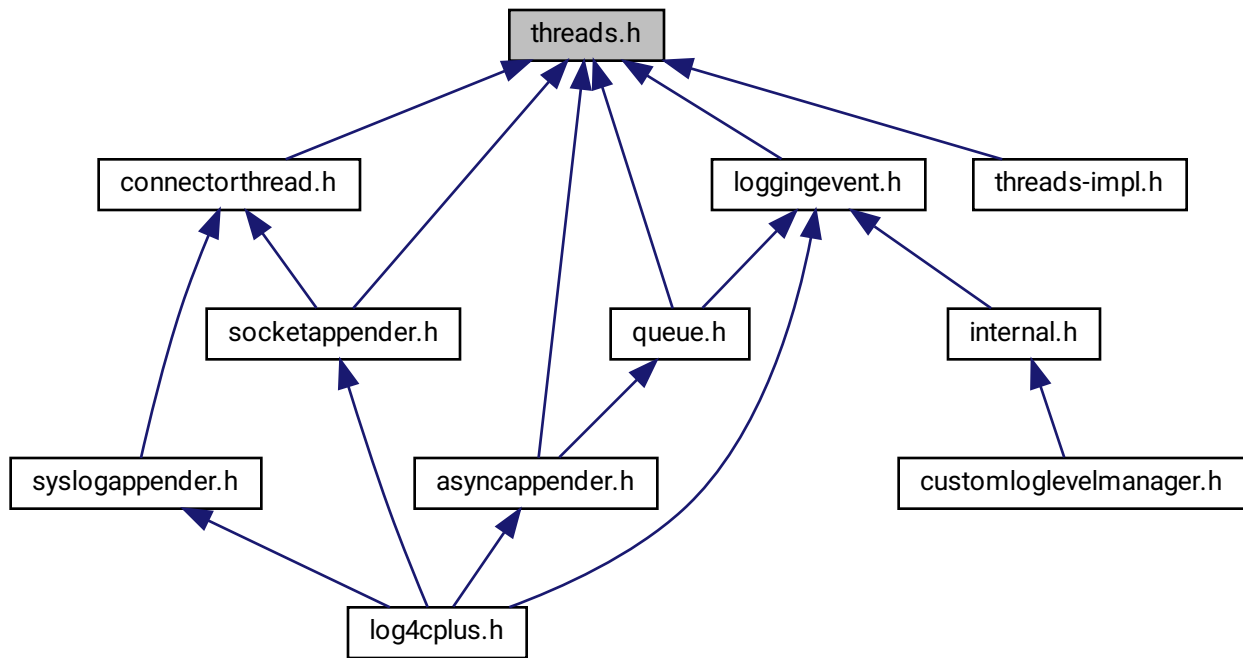 threads.h
connectorthread.h
loggingevent.h
threads-impl.h
socketappender.h
queue.h
internal.h
syslogappender.h
asyncappender.h
customloglevelmanager.h
log4cplus.h